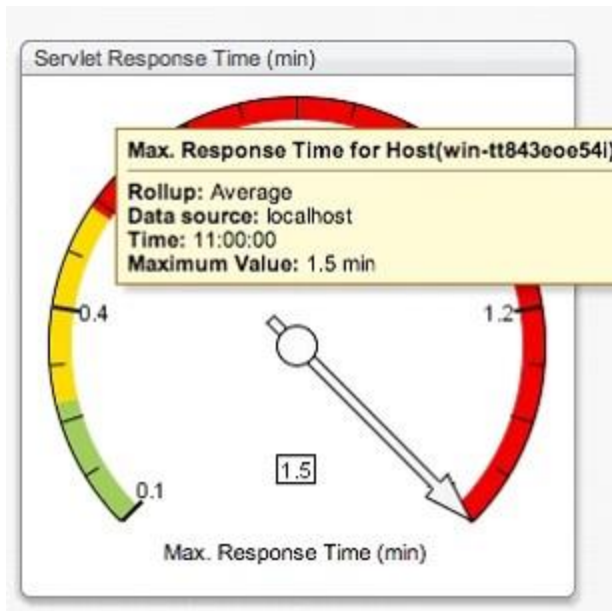 Servlet Response Time (min)
Max. Response Time for Host(win-tt843eoe54i)
Rollup: Average
Data source: localhost
Time: 11:00:00
Maximum Value: 1.5 min
0.4
1.2
1.5
0.1
Max. Response Time (min)